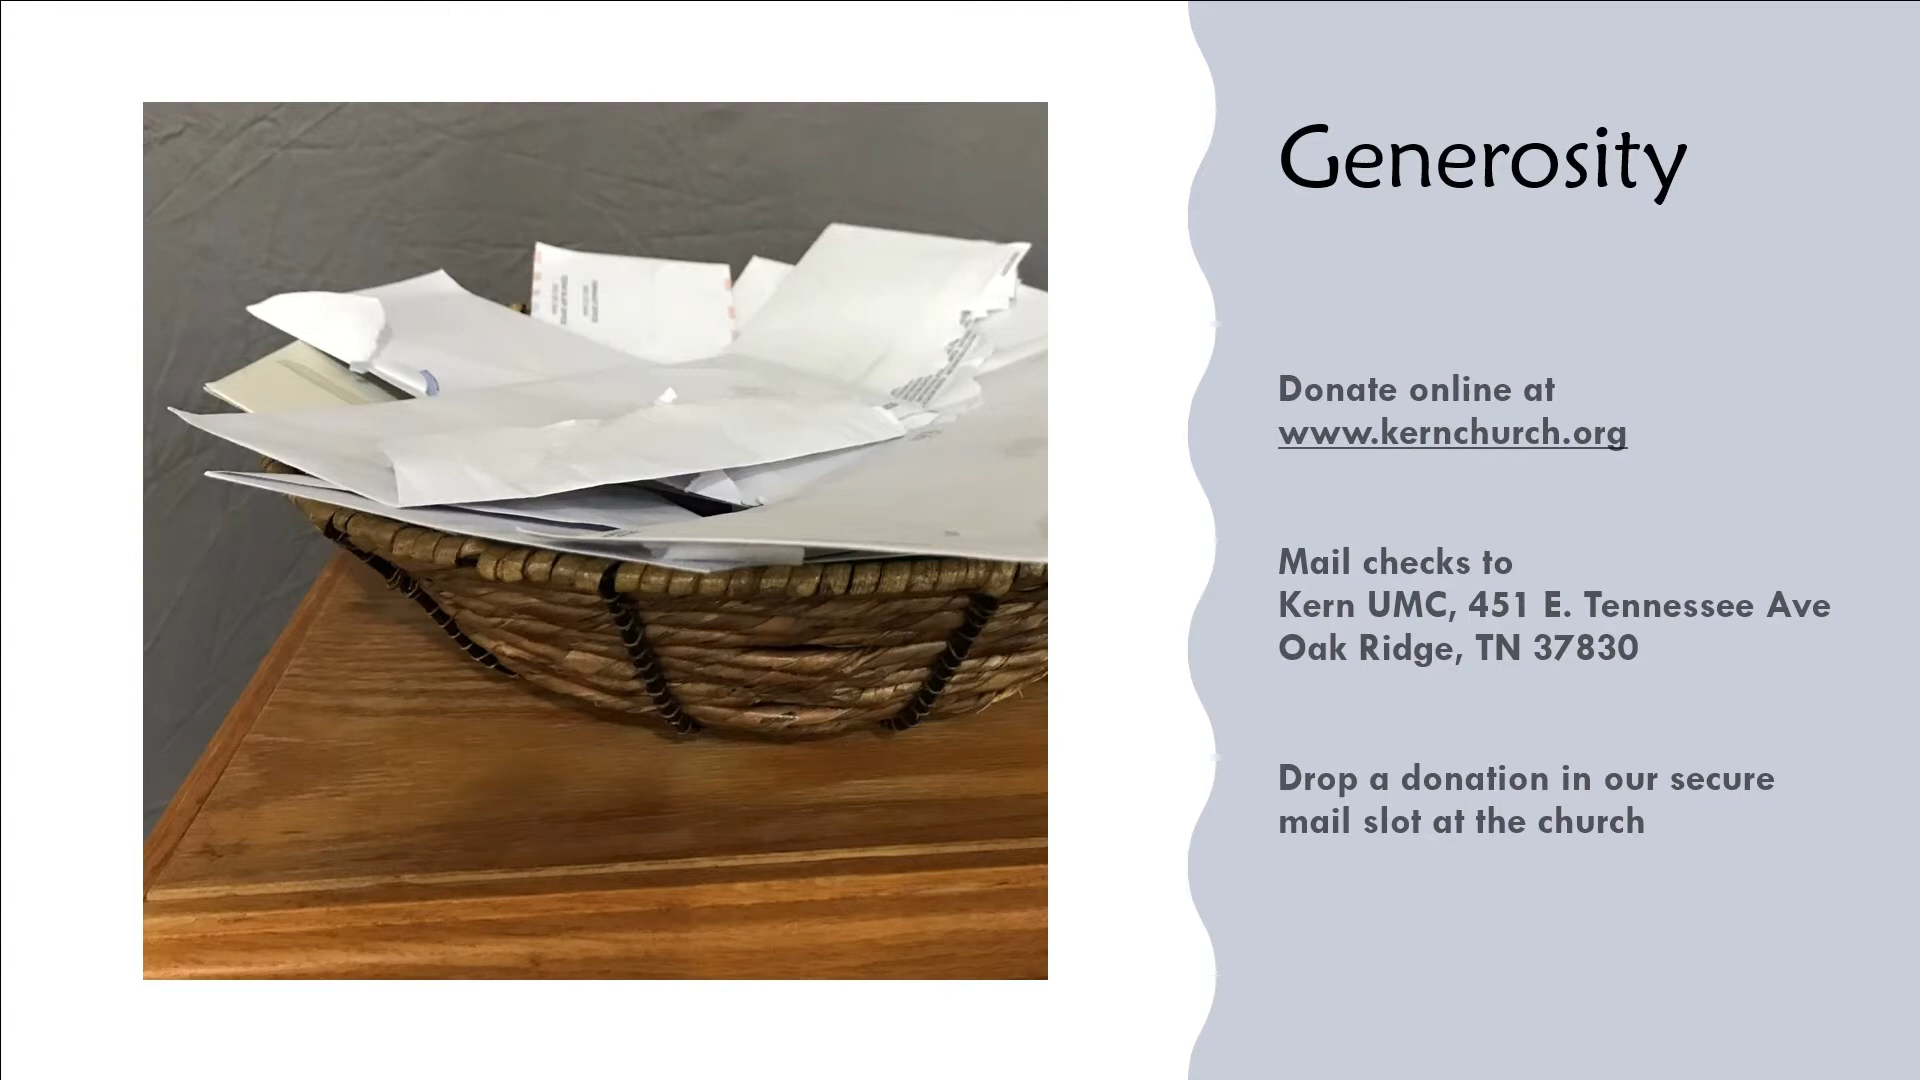 Generosity
Donate online at
www.kernchurch.org
Mail checks to
Kern UMC, 451 E. Tennessee Ave
Oak Ridge, TN 37830
Drop a donation in our secure
mail slot at the church